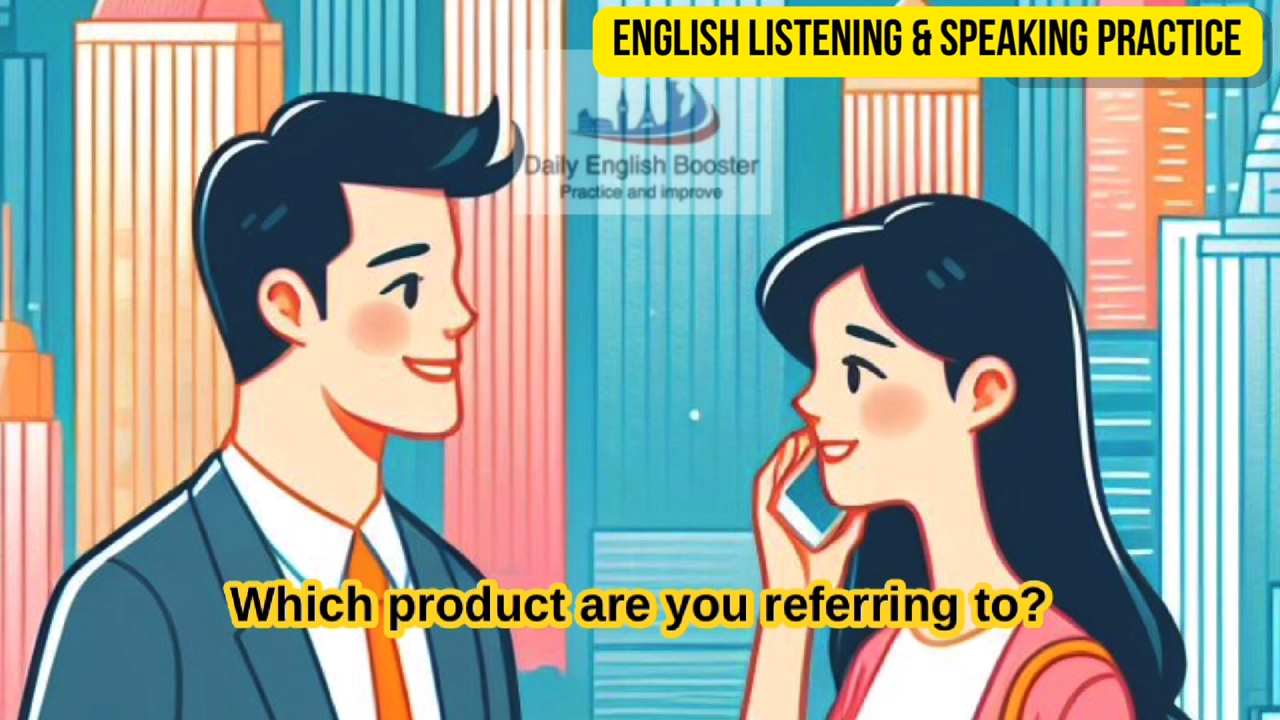 ENGLISH LISTENING & SPEAKING PRACTICE
Daily English Booster
Practice and improve
Which product are you referring to?